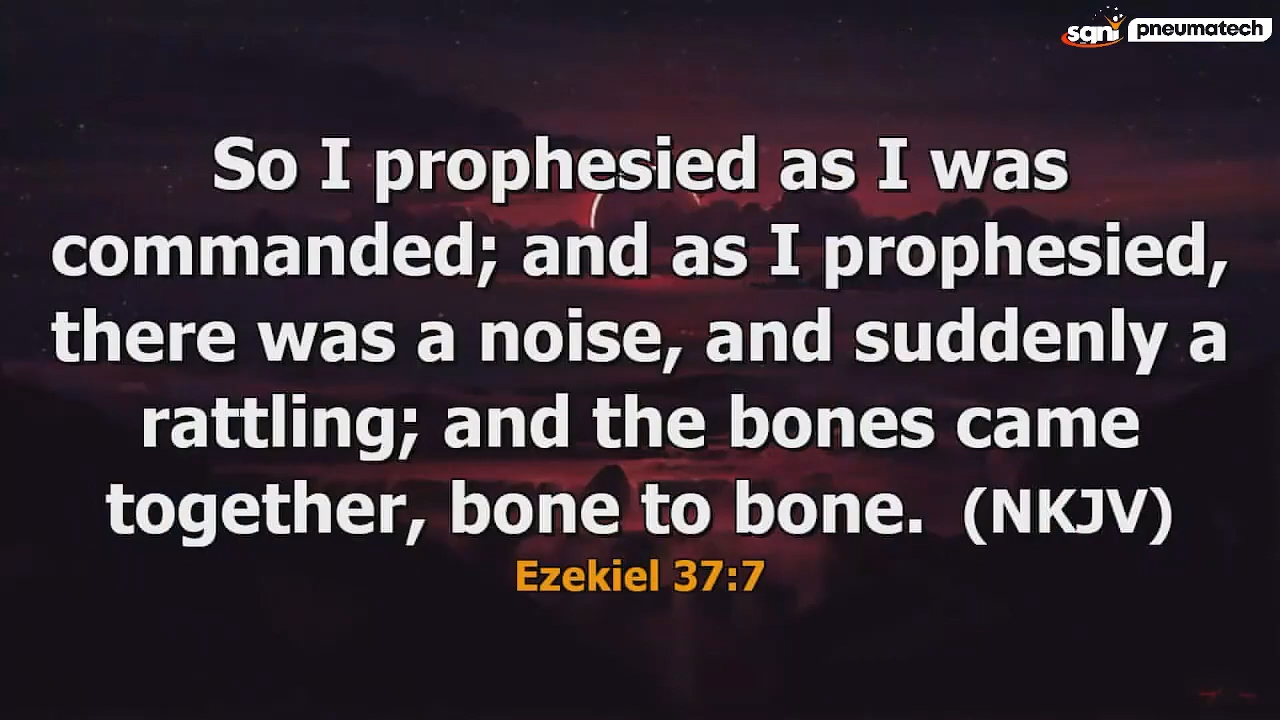 sqni pneumatech
So I prophesied as I was
commanded; and as I prophesied,
there was a noise, and suddenly a
rattling; and the bones came
together, bone to bone. (NKJV)
Ezekiel 37:7